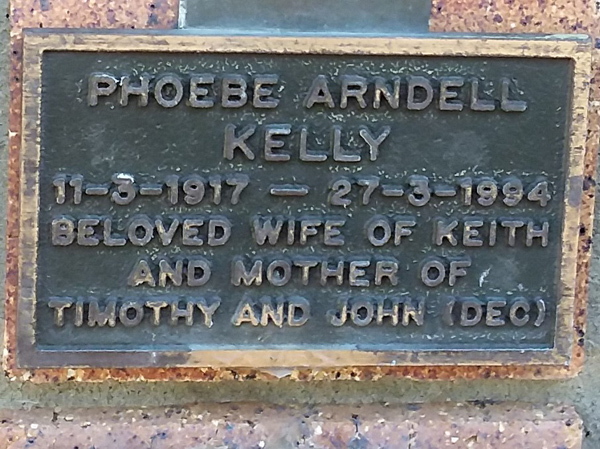 PHOEBE ARNDELL
KELLY
11-3-1917 — 27-3-1994
BELOVED WIFE OF KEITH
AND MOTHER OF
TIMOTHY AND JOHN (DEC)